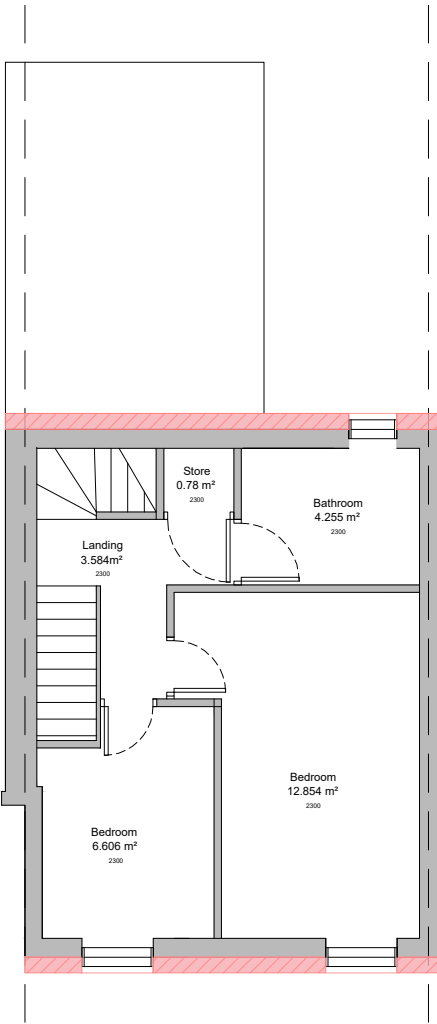 Store
0.78 m²
2300
Bathroom
4.255 m²
2300
Landing
3.584m²
2300
Bedroom
12.854 m²
2300
Bedroom
6.606 m²
2300